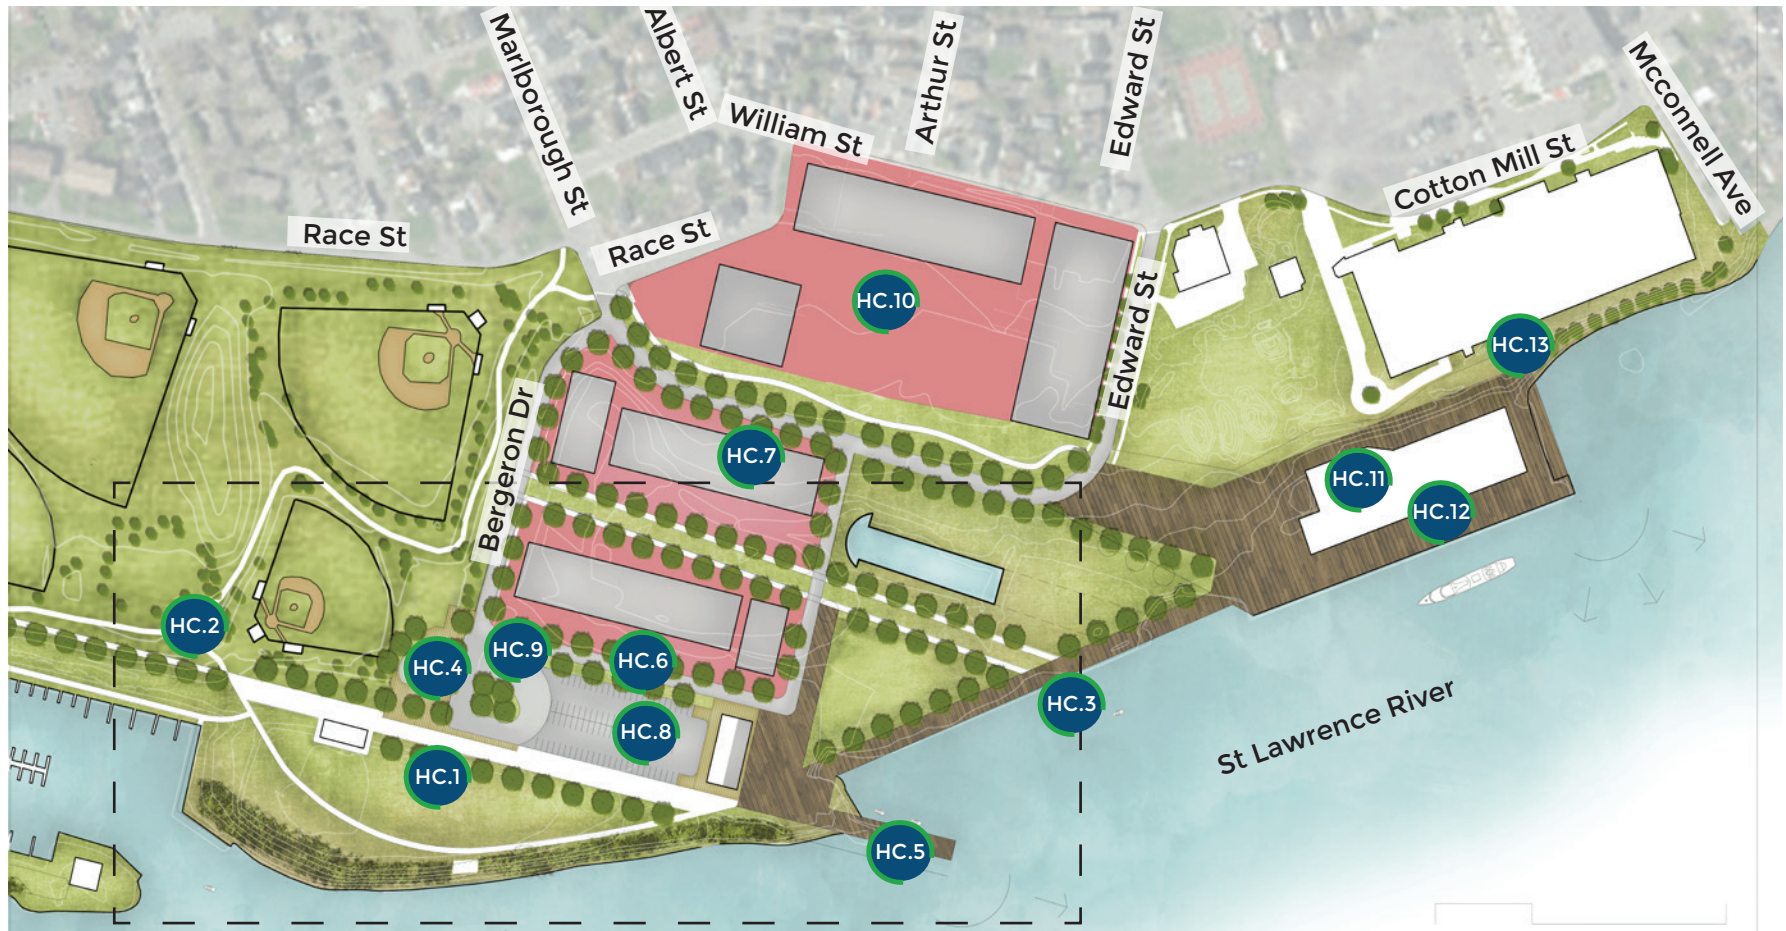 Marlborough St
Albert St
William St
Arthur St
Edward St
Mcconnell Ave
Cotton Mill St
Race St
Race St
HC.10
Edward St
HC.13
Bergeron Dr
HC.7
HC.11
HC.12
HC.2
HC.4
HC.9
HC.6
HC.3
HC.8
St Lawrence River
HC.1
HC.5